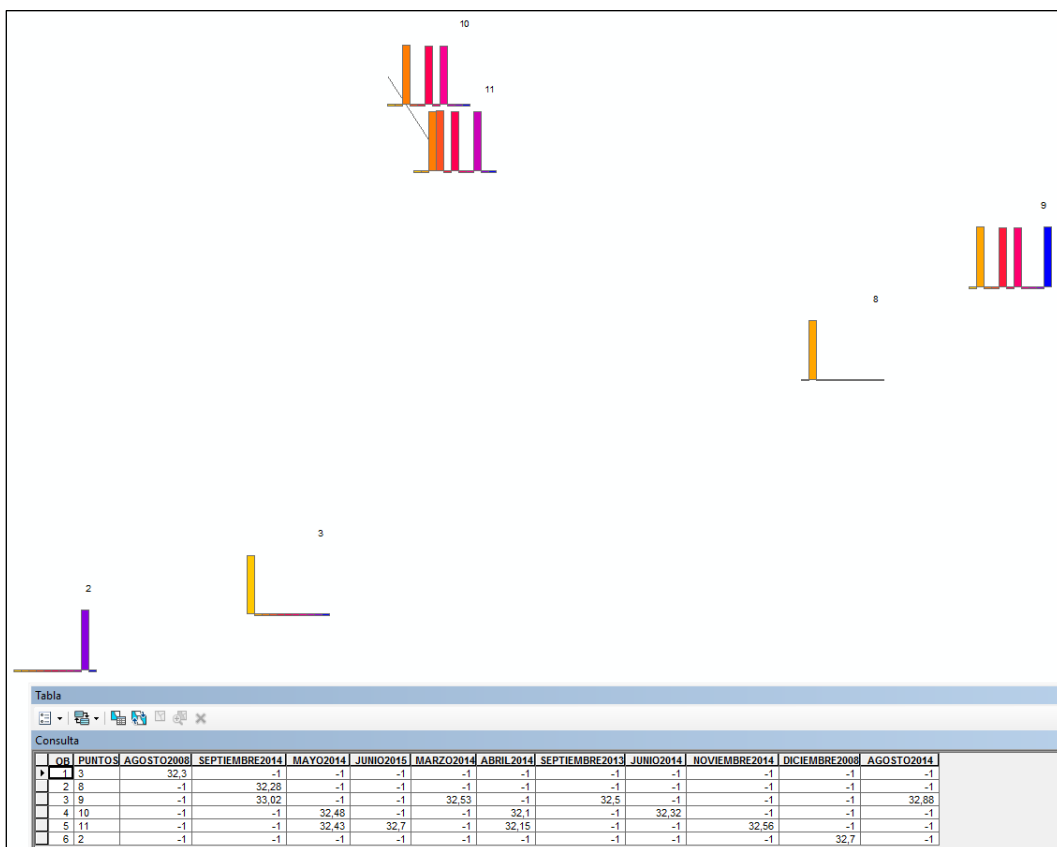 10
11
9
8
3
2
Tabla
Consulta
OB PUNTOS AGOSTO2008 SEPTIEMBRE2014 MAYO2014 JUNIO2015 MARZO2014 ABRIL2014 SEPTIEMBRE2013 JUNIO2014 NOVIEMBRE2014 DICIEMBRE2008 AGOSTO2014
1 3 32,3 -1 -1 -1 -1 -1 -1 -1 -1 -1 -1
2 8 -1 32,28 -1 -1 -1 -1 -1 -1 -1 -1 -1
3 9 -1 33,02 -1 -1 32,53 -1 32,5 -1 -1 -1 32,88
4 10 -1 -1 32,48 -1 -1 32,1 -1 32,32 -1 -1 -1
5 11 -1 -1 32,43 32,7 -1 32,15 -1 -1 32,56 -1 -1
6 2 -1 -1 -1 -1 -1 -1 -1 -1 -1 32,7 -1